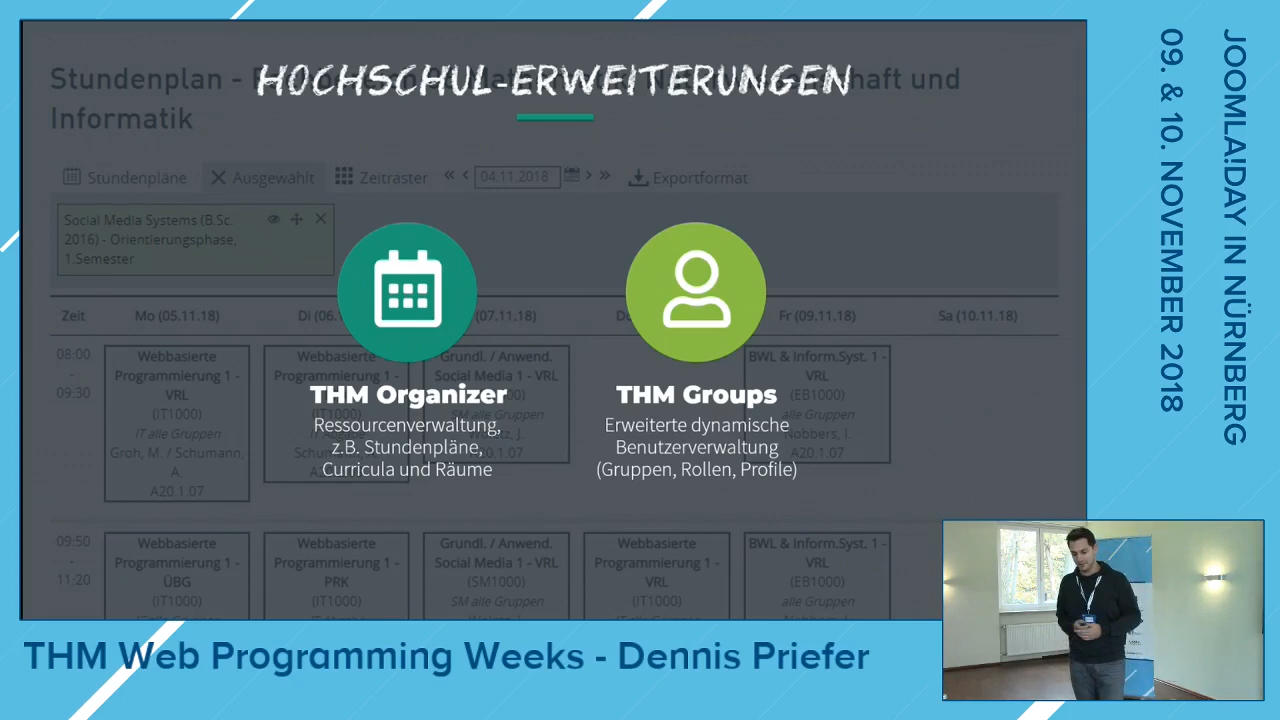 HOCHSCHUL-ERWEITERUNGEN
Stundenplan - 
aft und
Informatik
Stundenpläne
Ausgewählt
Zeitraster
04.11.2018
Exportformat
Social Media Systems (B.Sc.
2016) - Orientierungsphase,
1.Semester
Zeit
Mo (05.11.18)
Di (06.
(07.11.18)
Fr (09.11.18)
Sa (10.11.18)
08:00
-
09:30
Webbasierte
Programmierung 1 -
VRL
(IT1000)
IT alle Gruppen
Groh, M. / Schumann,
A.
A20.1.07
Webbasierte
Programmierung 1 -
Grundl. / Anwend.
Social Media 1 - VRL
BWL & Inform.Syst. 1 -
VRL
(EB1000)
alle Gruppen
Nobbers, I.
A20.1.07
THM Organizer
Ressourcenverwaltung,
z.B. Stundenpläne,
Curricula und Räume
THM Groups
Erweiterte dynamische
Benutzerverwaltung
(Gruppen, Rollen, Profile)
09:50
-
11:20
Webbasierte
Programmierung 1 -
ÜBG
(IT1000)
Webbasierte
Programmierung 1 -
PRK
(IT1000)
Grundl. / Anwend.
Social Media 1 - VRL
(SM1000)
SM alle Gruppen
Webbasierte
Programmierung 1 -
VRL
(IT1000)
BWL & Inform.Syst. 1 -
VRL
(EB1000)
alle Gruppen
JOOMLA!DAY IN NÜRNBERG
09. & 10. NOVEMBER 2018
THM Web Programming Weeks - Dennis Priefer